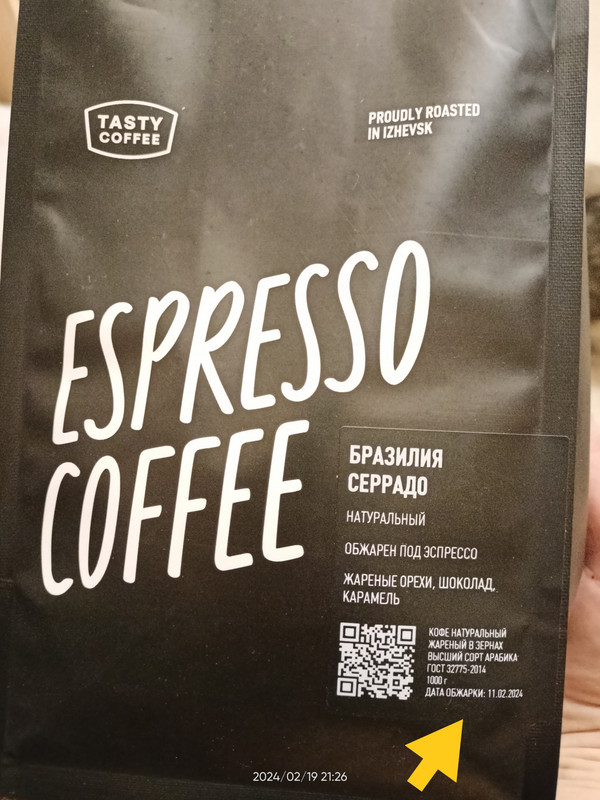 TASTY
COFFEE
PROUDLY ROASTED
IN IZHEVSK
ESPRESSO
COFFEE
БРАЗИЛИЯ
СЕРРАДО
НАТУРАЛЬНЫЙ
ОБЖАРЕН ПОД ЭСПРЕССО
ЖАРЕНЫЕ ОРЕХИ, ШОКОЛАД,
КАРАМЕЛЬ
КОФЕ НАТУРАЛЬНЫЙ
ЖАРЕНЫЙ В ЗЕРНАХ
ВЫСШИЙ СОРТ АРАБИКА
ГОСТ 32775-2014
1000 г
ДАТА ОБЖАРКИ: 11.02.2024
2024/02/19 21:26